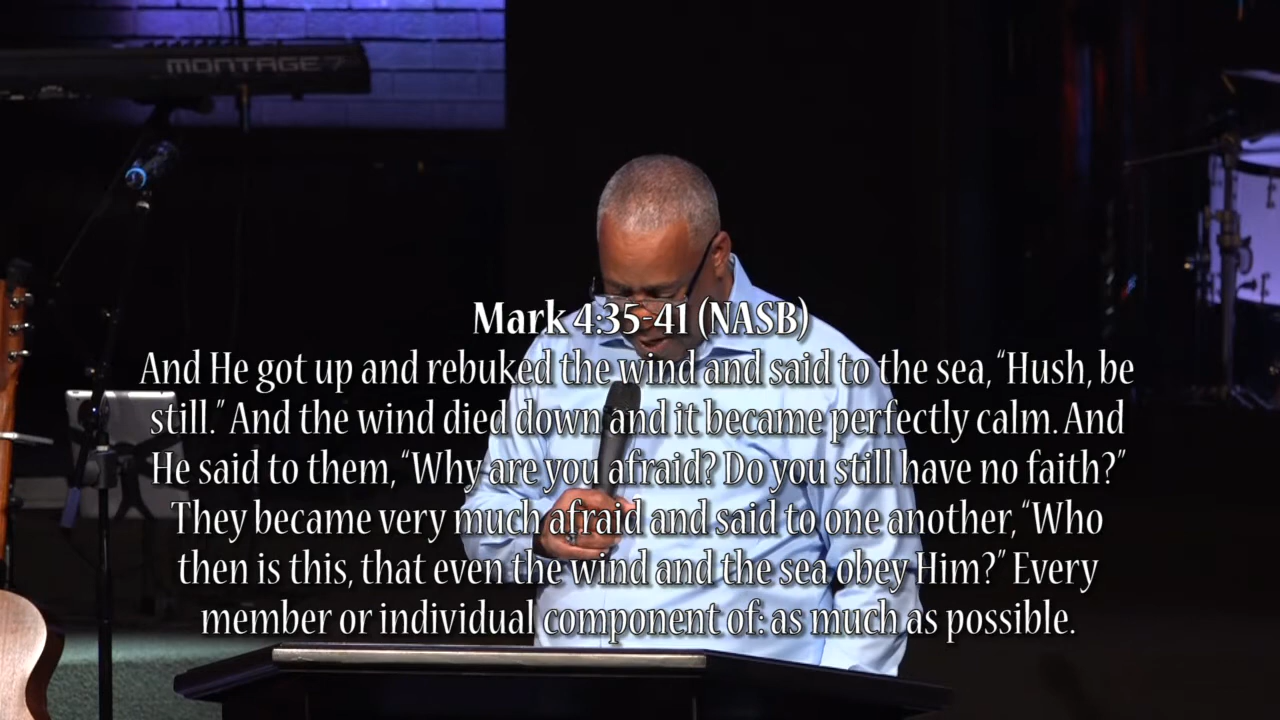 MONTAGE 7
Mark 4:35-41 (NASB)
And He got up and rebuked the wind and said to the sea, “Hush, be
still.” And the wind died down and it became perfectly calm. And
He said to them, “Why are you afraid? Do you still have no faith?”
They became very much afraid and said to one another, “Who
then is this, that even the wind and the sea obey Him?” Every
member or individual component of: as much as possible.